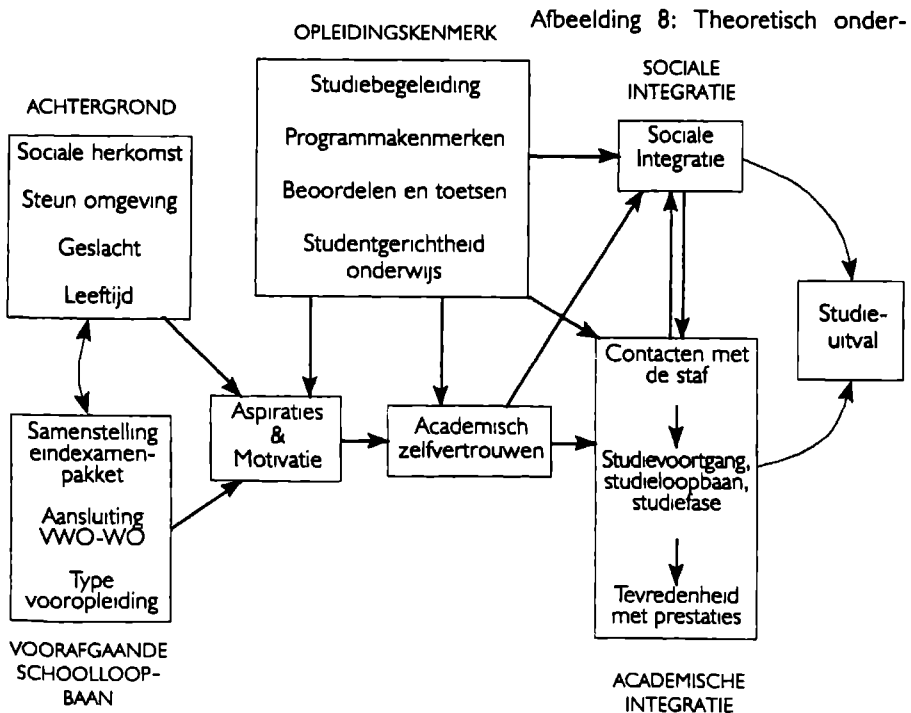 Afbeelding 8: Theoretisch onder-
OPLEIDINGSKENMERK
Studiebegeleiding
Programmakenmerken
Beoordelen en toetsen
Studentgerichtheid
onderwijs
SOCIALE
INTEGRATIE
Sociale
Integratie
ACHTERGROND
Sociale herkomst
Steun omgeving
Geslacht
Leeftijd
Samenstelling
eindexamen-
pakket
Aansluiting
VWO-WO
Type
vooropleiding
VOORAFGAANDE
SCHOOLLOOP-
BAAN
Aspiraties
&
Motivatie
Academisch
zelfvertrouwen
Contacten met
de staf
Studievoortgang,
studieloopbaan,
studiefase
Tevredenheid
met prestaties
ACADEMISCHE
INTEGRATIE
Studie-
uitval